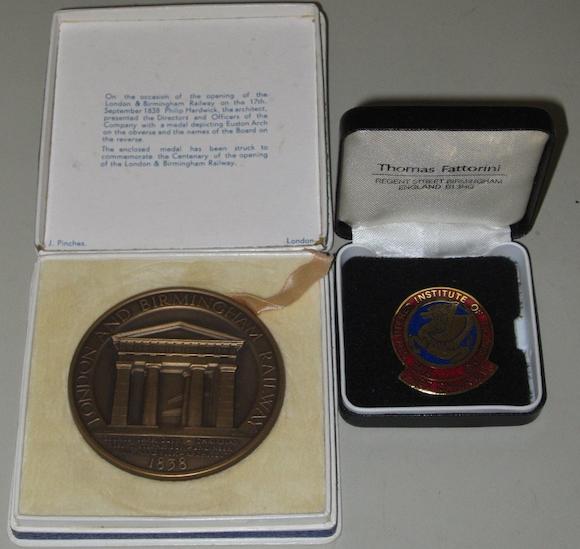 On the occasion of the opening of the
London & Birmingham Railway on the 17th.
September 1838 Philip Hardwick, the architect,
presented the Directors and Officers of the
Company with a medal depicting Euston Arch
on the obverse and the names of the Board on
the reverse.
The enclosed medal has been struck to
commemorate the Centenary of the opening
of the London & Birmingham Railway.
J. Pinches.
London
LONDON AND BIRMINGHAM RAILWAY
1838
Thomas Fattorini
REGENT STREET BIRMINGHAM
ENGLAND B1 3HQ
INSTITUTE OF